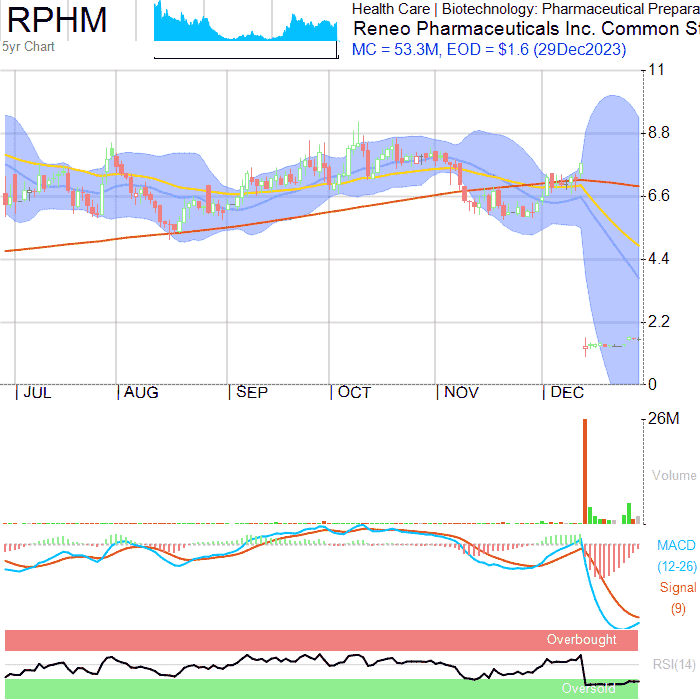 RPHM
5yr Chart
Health Care | Biotechnology: Pharmaceutical Prepara
Reneo Pharmaceuticals Inc. Common St
MC = 53.3M, EOD = $1.6 (29Dec2023)
11
8.8
6.6
4.4
2.2
0
JUL AUG SEP OCT NOV DEC
26M
Volume
MACD
(12-26)
Signal
(9)
Overbought
RSI(14)
Oversold